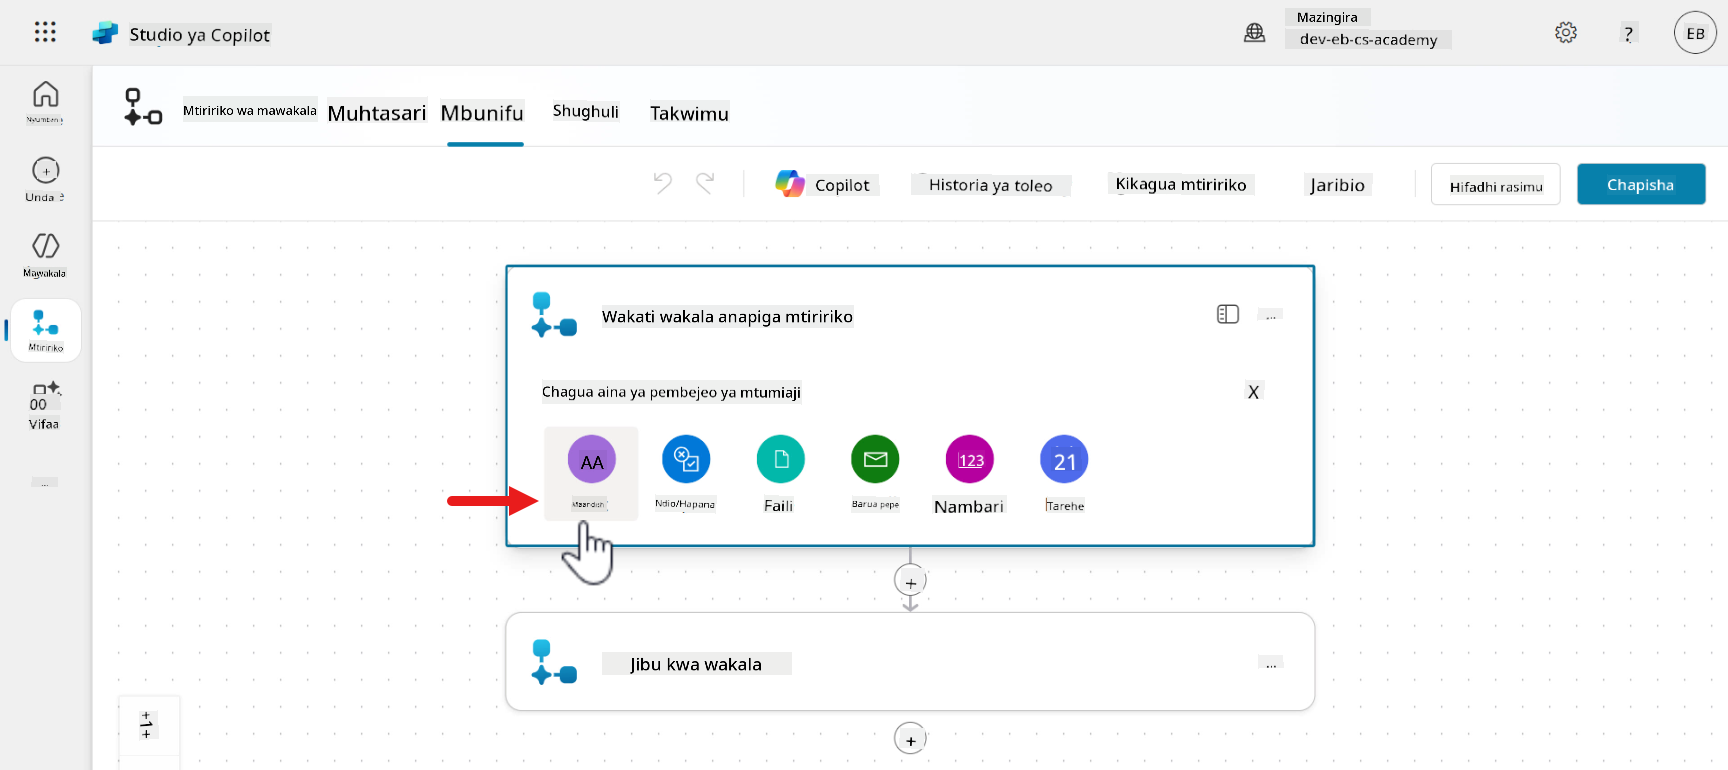 Studio ya Copilot
Mazingira
dev-eb-cs-academy
?
EB
Mtiririko wa mawakala
Muhtasari
Mbunifu
Shughuli
Takwimu
Copilot
Historia ya toleo
Kikagua mtiririko
Jaribio
Hifadhi rasimu
Chapisha
Nyumbani
Unda
Mawakala
Mtiririko
Vifaa
...
Wakati wakala anapiga mtiririko
...
Chagua aina ya pembejeo ya mtumiaji
X
AA
123
21
Maandishi
Ndio/Hapana
Faili
Barua pepe
Nambari
Tarehe
+
Jibu kwa wakala
...
+